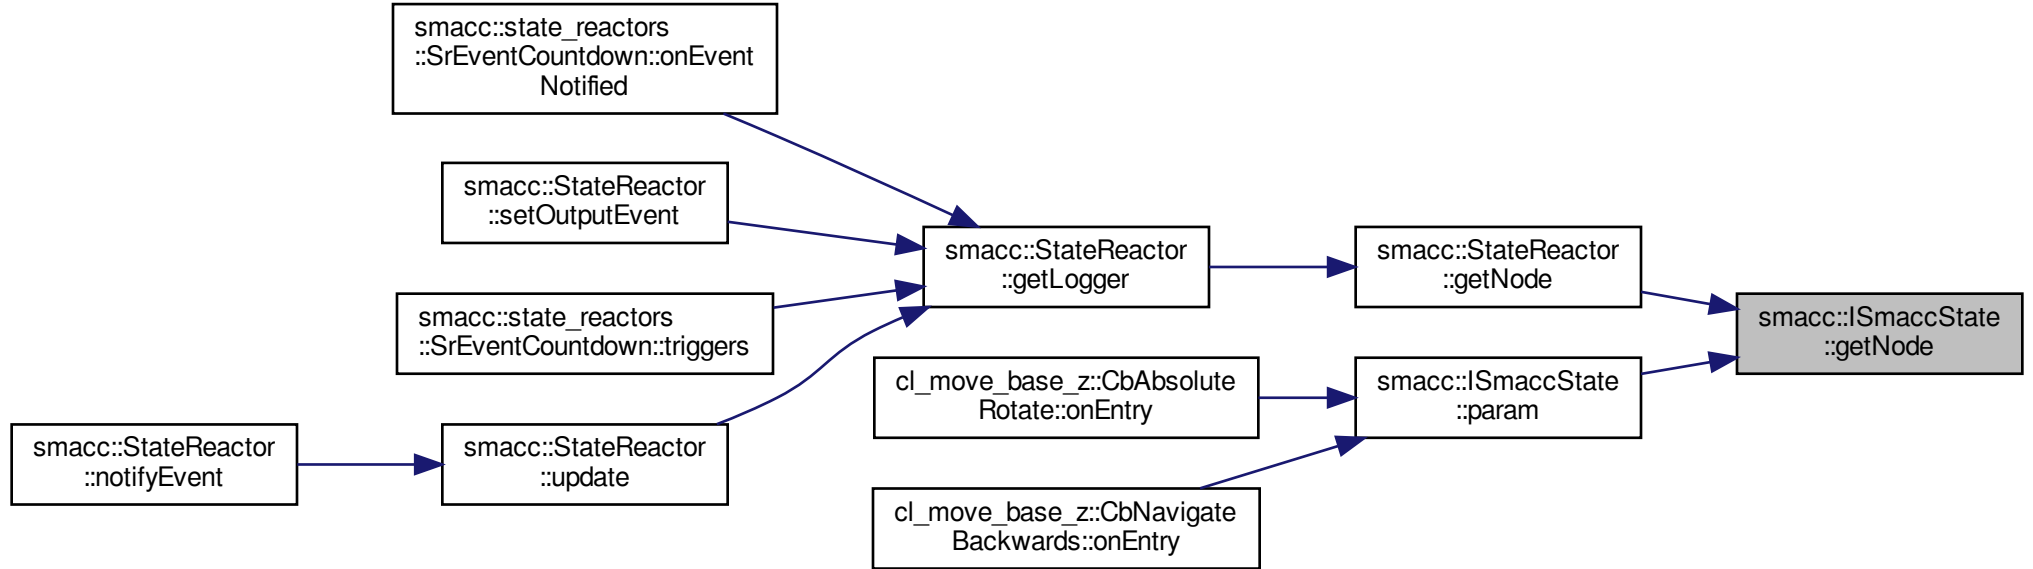 smacc::state_reactors
::SrEventCountdown::onEvent
Notified
smacc::StateReactor
::setOutputEvent
smacc::StateReactor
::getLogger
smacc::StateReactor
::getNode
smacc::ISmaccState
::getNode
smacc::state_reactors
::SrEventCountdown::triggers
cl_move_base_z::CbAbsolute
Rotate::onEntry
smacc::ISmaccState
::param
smacc::StateReactor
::notifyEvent
smacc::StateReactor
::update
cl_move_base_z::CbNavigate
Backwards::onEntry